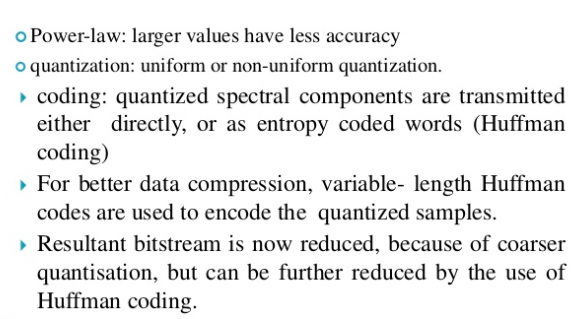 Power-law: larger values have less accuracy
quantization: uniform or non-uniform quantization.
coding: quantized spectral components are transmitted
either directly, or as entropy coded words (Huffman
coding)
For better data compression, variable- length Huffman
codes are used to encode the quantized samples.
Resultant bitstream is now reduced, because of coarser
quantisation, but can be further reduced by the use of
Huffman coding.